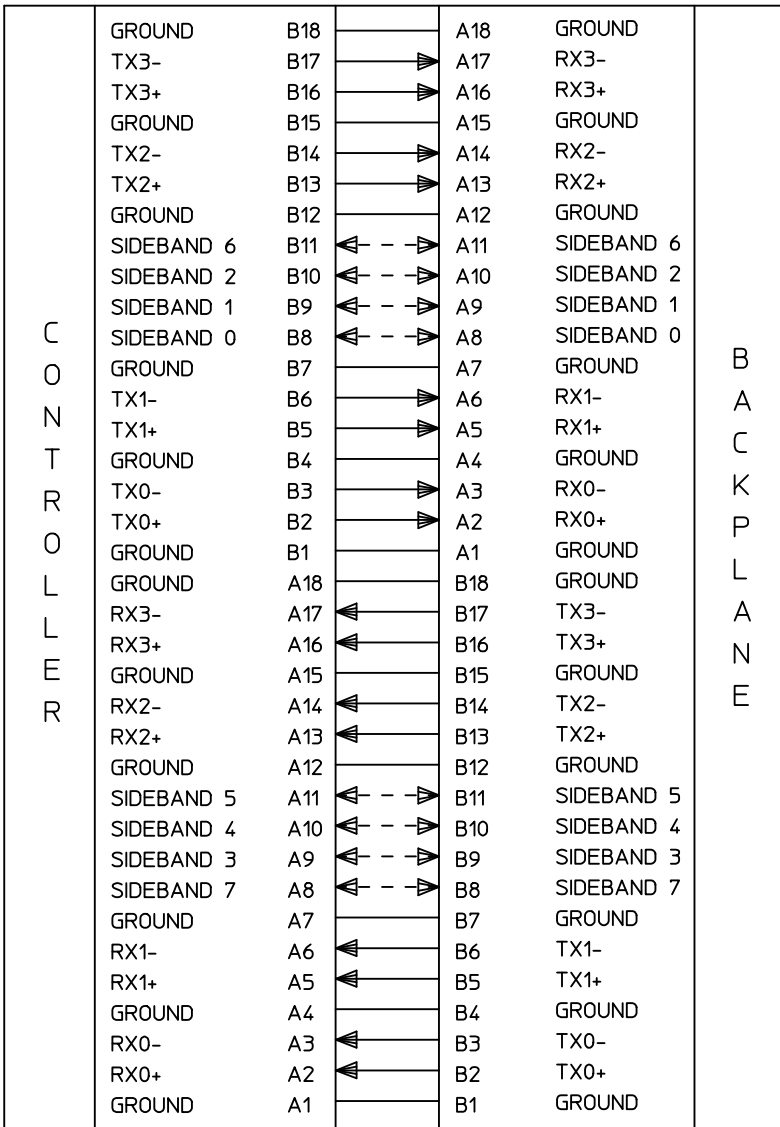 GROUND B18 A18 GROUND
TX3- B17 A17 RX3-
TX3+ B16 A16 RX3+
GROUND B15 A15 GROUND
TX2- B14 A14 RX2-
TX2+ B13 A13 RX2+
GROUND B12 A12 GROUND
SIDEBAND 6 B11 A11 SIDEBAND 6
SIDEBAND 2 B10 A10 SIDEBAND 2
SIDEBAND 1 B9 A9 SIDEBAND 1
SIDEBAND 0 B8 A8 SIDEBAND 0
GROUND B7 A7 GROUND
TX1- B6 A6 RX1-
TX1+ B5 A5 RX1+
GROUND B4 A4 GROUND
TX0- B3 A3 RX0-
TX0+ B2 A2 RX0+
GROUND B1 A1 GROUND
GROUND A18 B18 GROUND
RX3- A17 B17 TX3-
RX3+ A16 B16 TX3+
GROUND A15 B15 GROUND
RX2- A14 B14 TX2-
RX2+ A13 B13 TX2+
GROUND A12 B12 GROUND
SIDEBAND 5 A11 B11 SIDEBAND 5
SIDEBAND 4 A10 B10 SIDEBAND 4
SIDEBAND 3 A9 B9 SIDEBAND 3
SIDEBAND 7 A8 B8 SIDEBAND 7
GROUND A7 B7 GROUND
RX1- A6 B6 TX1-
RX1+ A5 B5 TX1+
GROUND A4 B4 GROUND
RX0- A3 B3 TX0-
RX0+ A2 B2 TX0+
GROUND A1 B1 GROUND
CONTROLLER
BACKPLANE